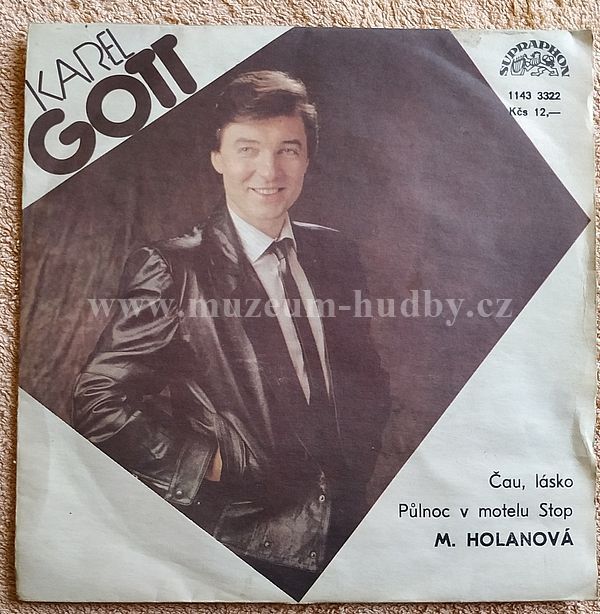 KAREL
GOTT
SUPRAPHON
1143 3322
Kčs 12,—
www.muzeum-hudby.cz
Čau, lásko
Půlnoc v motelu Stop
M. HOLANOVÁ